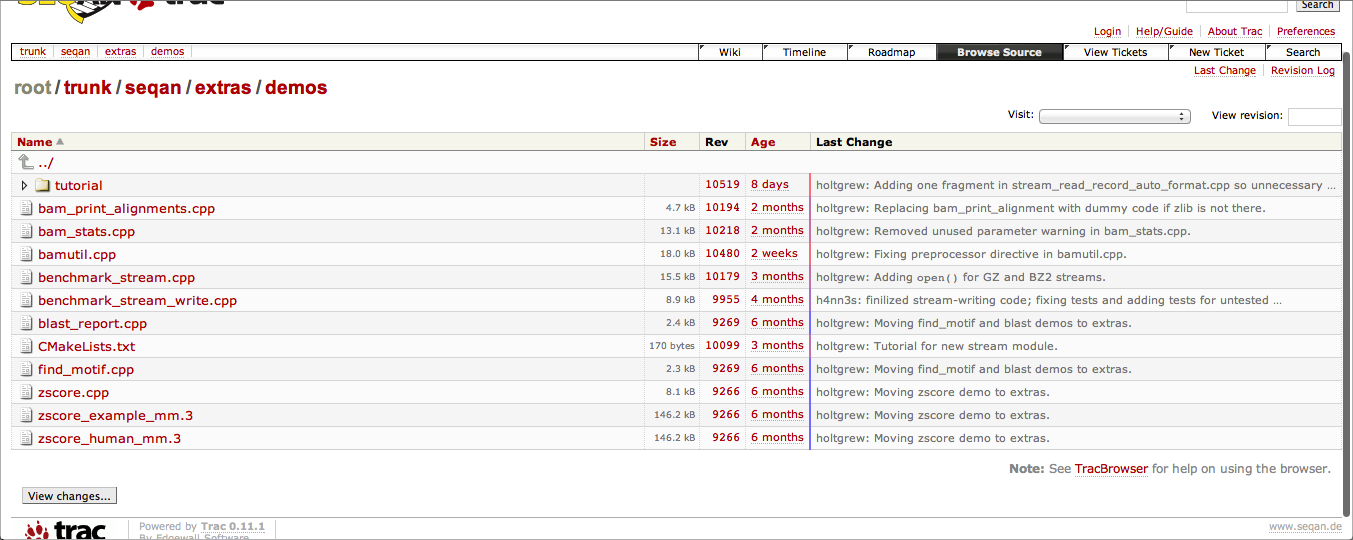 trac
Search
Login Help/Guide About Trac Preferences
trunk seqan extras demos Wiki Timeline Roadmap Browse Source View Tickets New Ticket Search
Last Change Revision Log
root / trunk / seqan / extras / demos
Visit: View revision:
Name Size Rev Age Last Change
../
tutorial 10519 8 days holtgrew: Adding one fragment in stream_read_record_auto_format.cpp so unnecessary …
bam_print_alignments.cpp 4.7 kB 10194 2 months holtgrew: Replacing bam_print_alignment with dummy code if zlib is not there.
bam_stats.cpp 13.1 kB 10218 2 months holtgrew: Removed unused parameter warning in bam_stats.cpp.
bamutil.cpp 18.0 kB 10480 2 weeks holtgrew: Fixing preprocessor directive in bamutil.cpp.
benchmark_stream.cpp 15.5 kB 10179 3 months holtgrew: Adding open() for GZ and BZ2 streams.
benchmark_stream_write.cpp 8.9 kB 9955 4 months h4nn3s: finilized stream-writing code; fixing tests and adding tests for untested …
blast_report.cpp 2.4 kB 9269 6 months holtgrew: Moving find_motif and blast demos to extras.
CMakeLists.txt 170 bytes 10099 3 months holtgrew: Tutorial for new stream module.
find_motif.cpp 2.3 kB 9269 6 months holtgrew: Moving find_motif and blast demos to extras.
zscore.cpp 8.1 kB 9266 6 months holtgrew: Moving zscore demo to extras.
zscore_example_mm.3 146.2 kB 9266 6 months holtgrew: Moving zscore demo to extras.
zscore_human_mm.3 146.2 kB 9266 6 months holtgrew: Moving zscore demo to extras.
Note: See TracBrowser for help on using the browser.
View changes...
trac Powered by Trac 0.11.1 www.seqan.de
By Edgewall Software